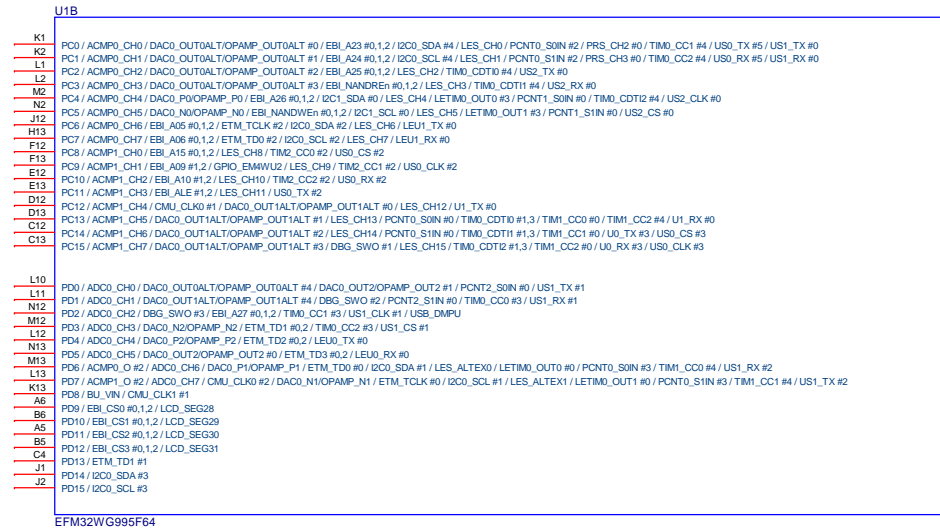 U1B
K1 PC0 / ACMP0_CH0 / DAC0_OUT0ALT/OPAMP_OUT0ALT #0 / EBI_A23 #0,1,2 / I2C0_SDA #4 / LES_CH0 / PCNT0_S0IN #2 / PRS_CH2 #0 / TIM0_CC1 #4 / US0_TX #5 / US1_TX #0
K2 PC1 / ACMP0_CH1 / DAC0_OUT0ALT/OPAMP_OUT0ALT #1 / EBI_A24 #0,1,2 / I2C0_SCL #4 / LES_CH1 / PCNT0_S1IN #2 / PRS_CH3 #0 / TIM0_CC2 #4 / US0_RX #5 / US1_RX #0
L1 PC2 / ACMP0_CH2 / DAC0_OUT0ALT/OPAMP_OUT0ALT #2 / EBI_A25 #0,1,2 / LES_CH2 / TIM0_CDTI0 #4 / US2_TX #0
L2 PC3 / ACMP0_CH3 / DAC0_OUT0ALT/OPAMP_OUT0ALT #3 / EBI_NANDREn #0,1,2 / LES_CH3 / TIM0_CDTI1 #4 / US2_RX #0
M2 PC4 / ACMP0_CH4 / DAC0_P0/OPAMP_P0 / EBI_A26 #0,1,2 / I2C1_SDA #0 / LES_CH4 / LETIM0_OUT0 #3 / PCNT1_S0IN #0 / TIM0_CDTI2 #4 / US2_CLK #0
N2 PC5 / ACMP0_CH5 / DAC0_N0/OPAMP_N0 / EBI_NANDWEn #0,1,2 / I2C1_SCL #0 / LES_CH5 / LETIM0_OUT1 #3 / PCNT1_S1IN #0 / US2_CS #0
J12 PC6 / ACMP0_CH6 / EBI_A05 #0,1,2 / ETM_TCLK #2 / I2C0_SDA #2 / LES_CH6 / LEU1_TX #0
H13 PC7 / ACMP0_CH7 / EBI_A06 #0,1,2 / ETM_TD0 #2 / I2C0_SCL #2 / LES_CH7 / LEU1_RX #0
F12 PC8 / ACMP1_CH0 / EBI_A15 #0,1,2 / LES_CH8 / TIM2_CC0 #2 / US0_CS #2
F13 PC9 / ACMP1_CH1 / EBI_A09 #1,2 / GPIO_EM4WU2 / LES_CH9 / TIM2_CC1 #2 / US0_CLK #2
E12 PC10 / ACMP1_CH2 / EBI_A10 #1,2 / LES_CH10 / TIM2_CC2 #2 / US0_RX #2
E13 PC11 / ACMP1_CH3 / EBI_ALE #1,2 / LES_CH11 / US0_TX #2
D12 PC12 / ACMP1_CH4 / CMU_CLK0 #1 / DAC0_OUT1ALT/OPAMP_OUT1ALT #0 / LES_CH12 / U1_TX #0
D13 PC13 / ACMP1_CH5 / DAC0_OUT1ALT/OPAMP_OUT1ALT #1 / LES_CH13 / PCNT0_S0IN #0 / TIM0_CDTI0 #1,3 / TIM1_CC0 #0 / TIM1_CC2 #4 / U1_RX #0
C12 PC14 / ACMP1_CH6 / DAC0_OUT1ALT/OPAMP_OUT1ALT #2 / LES_CH14 / PCNT0_S1IN #0 / TIM0_CDTI1 #1,3 / TIM1_CC1 #0 / U0_TX #3 / US0_CS #3
C13 PC15 / ACMP1_CH7 / DAC0_OUT1ALT/OPAMP_OUT1ALT #3 / DBG_SWO #1 / LES_CH15 / TIM0_CDTI2 #1,3 / TIM1_CC2 #0 / U0_RX #3 / US0_CLK #3
L10 PD0 / ADC0_CH0 / DAC0_OUT0ALT/OPAMP_OUT0ALT #4 / DAC0_OUT2/OPAMP_OUT2 #1 / PCNT2_S0IN #0 / US1_TX #1
L11 PD1 / ADC0_CH1 / DAC0_OUT1ALT/OPAMP_OUT1ALT #4 / DBG_SWO #2 / PCNT2_S1IN #0 / TIM0_CC0 #3 / US1_RX #1
N12 PD2 / ADC0_CH2 / DBG_SWO #3 / EBI_A27 #0,1,2 / TIM0_CC1 #3 / US1_CLK #1 / USB_DMPU
M12 PD3 / ADC0_CH3 / DAC0_N2/OPAMP_N2 / ETM_TD1 #0,2 / TIM0_CC2 #3 / US1_CS #1
L12 PD4 / ADC0_CH4 / DAC0_P2/OPAMP_P2 / ETM_TD2 #0,2 / LEU0_TX #0
N13 PD5 / ADC0_CH5 / DAC0_OUT2/OPAMP_OUT2 #0 / ETM_TD3 #0,2 / LEU0_RX #0
M13 PD6 / ACMP0_O #2 / ADC0_CH6 / DAC0_P1/OPAMP_P1 / ETM_TD0 #0 / I2C0_SDA #1 / LES_ALTEX0 / LETIM0_OUT0 #0 / PCNT0_S0IN #3 / TIM1_CC0 #4 / US1_RX #2
L13 PD7 / ACMP1_O #2 / ADC0_CH7 / CMU_CLK0 #2 / DAC0_N1/OPAMP_N1 / ETM_TCLK #0 / I2C0_SCL #1 / LES_ALTEX1 / LETIM0_OUT1 #0 / PCNT0_S1IN #3 / TIM1_CC1 #4 / US1_TX #2
K13 PD8 / BU_VIN / CMU_CLK1 #1
A6 PD9 / EBI_CS0 #0,1,2 / LCD_SEG28
B6 PD10 / EBI_CS1 #0,1,2 / LCD_SEG29
A5 PD11 / EBI_CS2 #0,1,2 / LCD_SEG30
B5 PD12 / EBI_CS3 #0,1,2 / LCD_SEG31
C4 PD13 / ETM_TD1 #1
J1 PD14 / I2C0_SDA #3
J2 PD15 / I2C0_SCL #3
EFM32WG995F64